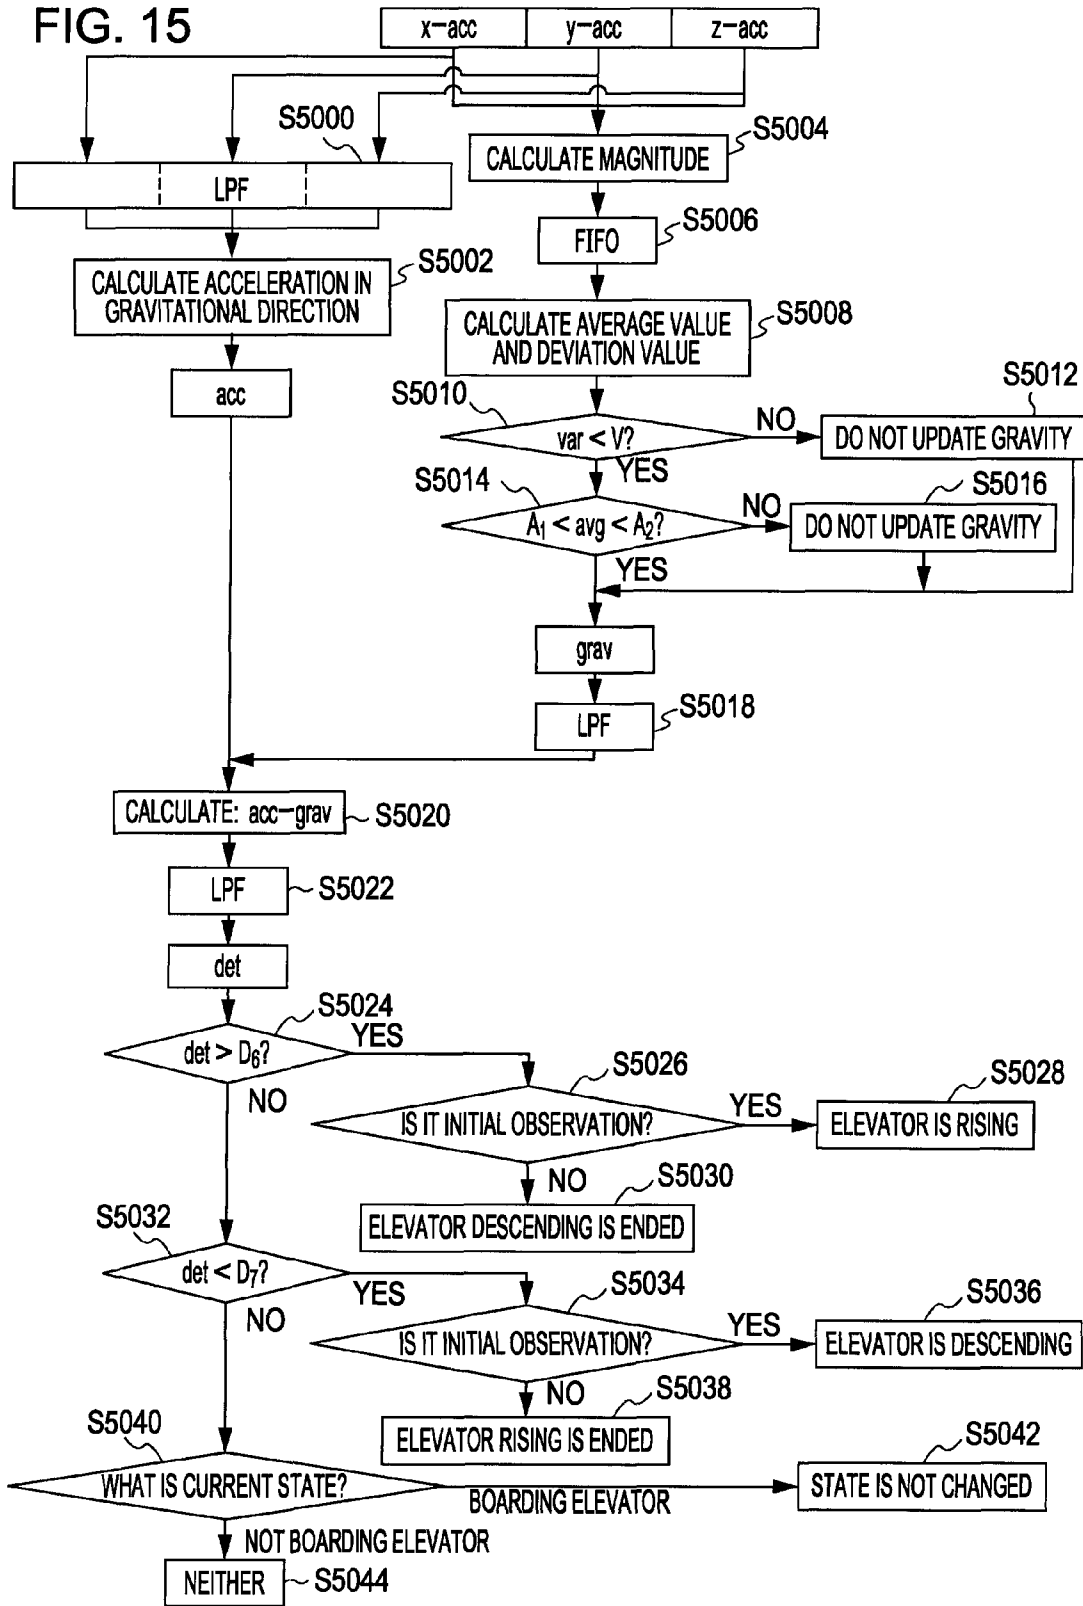 FIG. 15
x-acc y-acc z-acc
S5000
LPF
S5004
CALCULATE MAGNITUDE
S5006
FIFO
S5002
CALCULATE ACCELERATION IN
GRAVITATIONAL DIRECTION
S5008
CALCULATE AVERAGE VALUE
AND DEVIATION VALUE
acc
S5010
var < V?
NO
S5012
DO NOT UPDATE GRAVITY
YES
S5014
A1 < avg < A2?
NO
S5016
DO NOT UPDATE GRAVITY
YES
grav
LPF
S5018
CALCULATE: acc-grav
S5020
LPF
S5022
det
S5024
det > D6?
YES
NO
S5026
IS IT INITIAL OBSERVATION?
YES
S5028
ELEVATOR IS RISING
NO
S5030
ELEVATOR DESCENDING IS ENDED
S5032
det < D7?
YES
NO
S5034
IS IT INITIAL OBSERVATION?
YES
S5036
ELEVATOR IS DESCENDING
NO
S5038
ELEVATOR RISING IS ENDED
S5040
WHAT IS CURRENT STATE?
BOARDING ELEVATOR
S5042
STATE IS NOT CHANGED
NOT BOARDING ELEVATOR
NEITHER
S5044